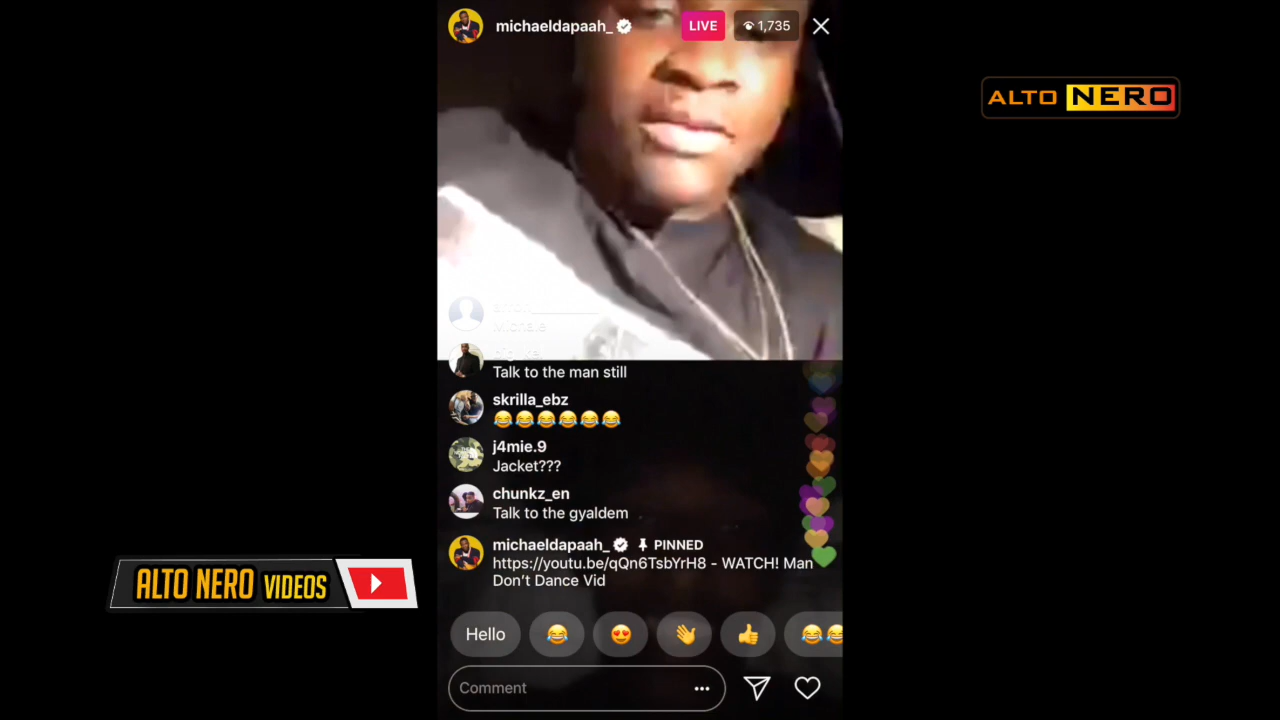 michaeldapaah_ LIVE 1,735
ALTO NERO
Talk to the man still
skrilla_ebz
j4mie.9
Jacket???
chunkz_en
Talk to the gyaldem
michaeldapaah_ PINNED
https://youtu.be/qQn6TsbYrH8 - WATCH! Man
Don't Dance Vid
ALTO NERO VIDEOS
Hello
Comment